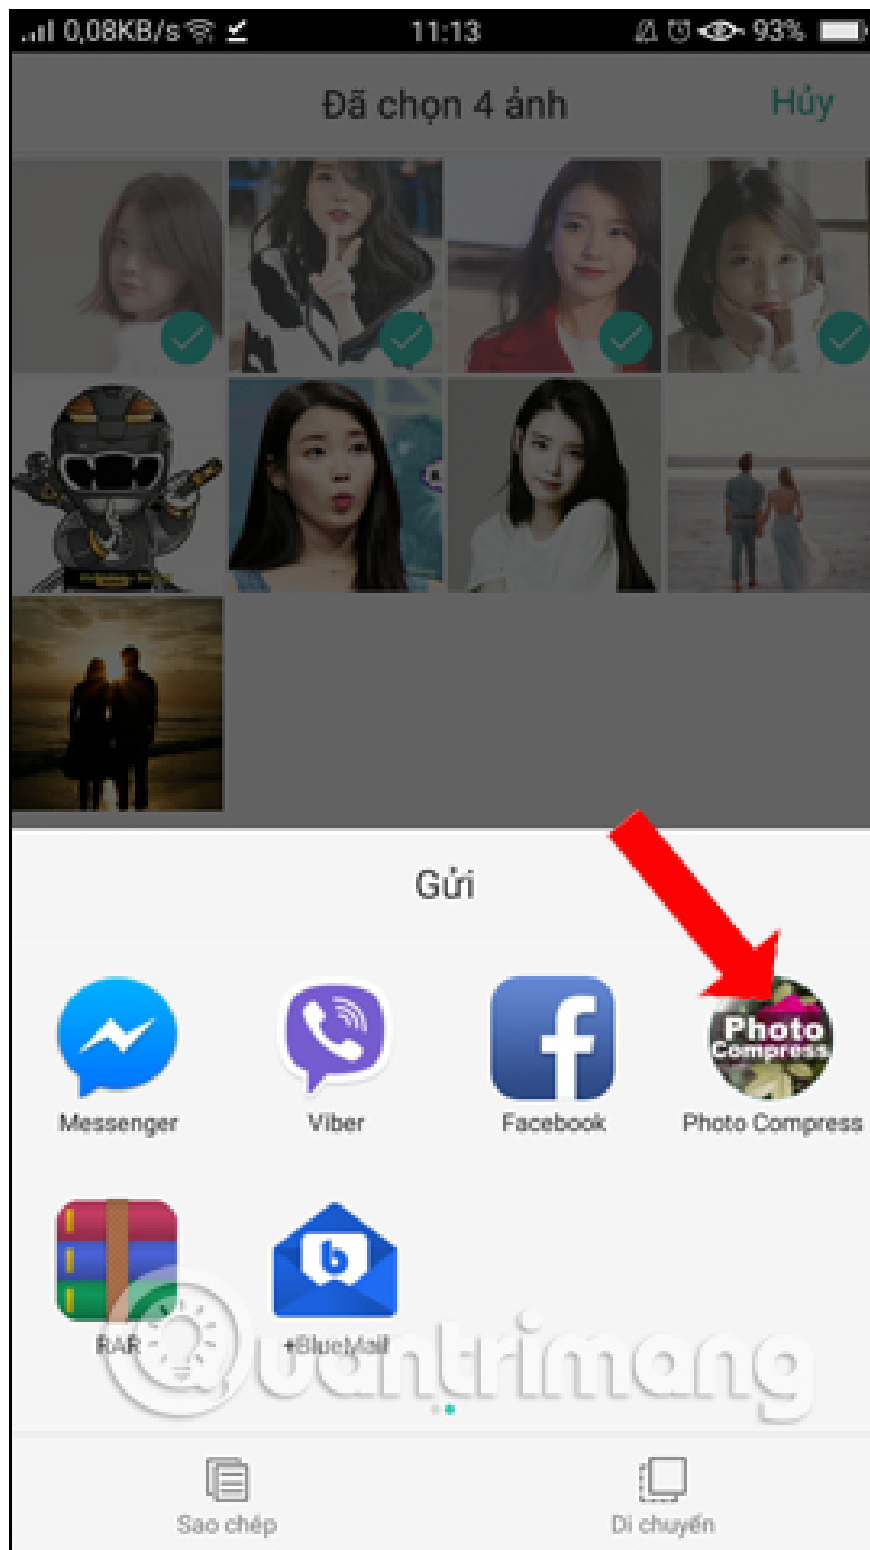 0,08KB/s 11:13 93%
Đã chọn 4 ảnh Hủy
Gửi
Photo
Compress
Messenger Viber Facebook Photo Compress
b
RAR +BlueMail
Quantrimang
Sao chép Di chuyển